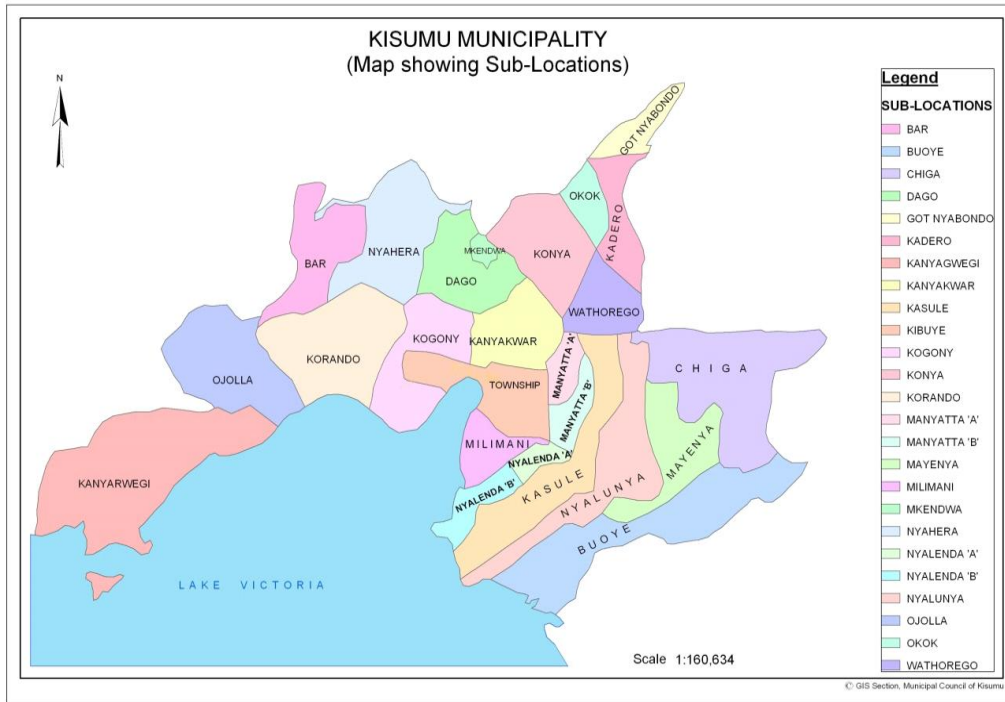 KISUMU MUNICIPALITY
(Map showing Sub-Locations)
N
GOT NYABONDO
OKOK
KADERO
KONYA
MKENDWA
NYAHERA
BAR
DAGO
WATHOREGO
KOGONY
KANYAKWAR
KORANDO
MANYATTA 'A'
CHIGA
OJOLLA
TOWNSHIP
MANYATTA 'B'
MILIMANI
MAYENYA
NYALENDA 'A'
KASULE
KANYARWEGI
NYALENDA 'B'
NYALUNYA
BUOYE
LAKE VICTORIA
Scale 1:160,634
Legend
SUB-LOCATIONS
BAR
BUOYE
CHIGA
DAGO
GOT NYABONDO
KADERO
KANYAGWEGI
KANYAKWAR
KASULE
KIBUYE
KOGONY
KONYA
KORANDO
MANYATTA 'A'
MANYATTA 'B'
MAYENYA
MILIMANI
MKENDWA
NYAHERA
NYALENDA 'A'
NYALENDA 'B'
NYALUNYA
OJOLLA
OKOK
WATHOREGO
© GIS Section, Municipal Council of Kisumu